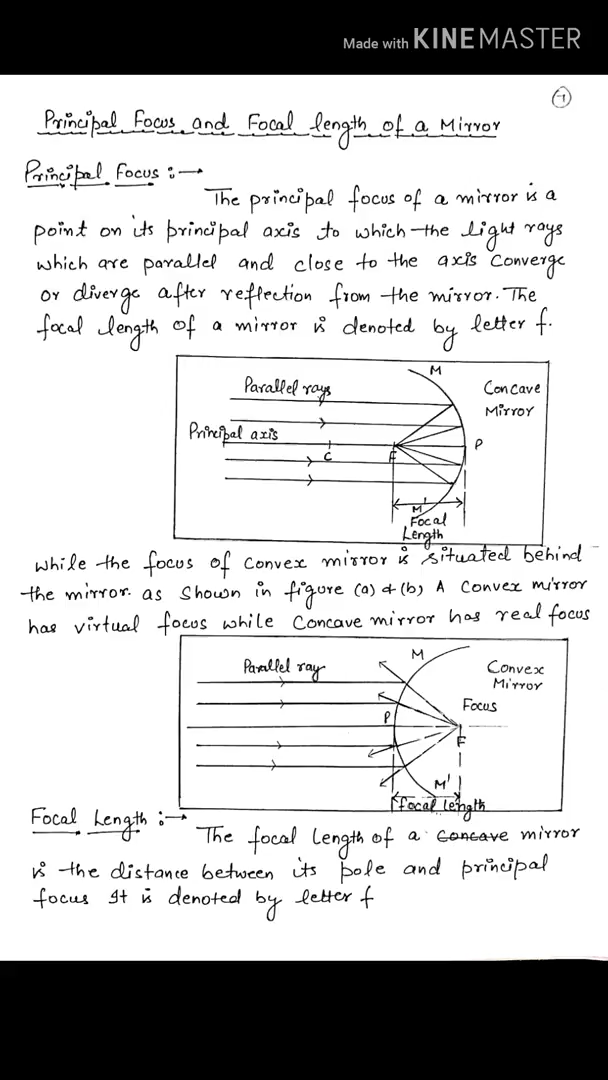 Made with KINEMASTER
7
Principal Focus and Focal length of a Mirror
Principal Focus :→
The principal focus of a mirror is a
point on its principal axis to which the light rays
which are parallel and close to the axis converge
or diverge after reflection from the mirror. The
focal length of a mirror is denoted by letter f.
M
Parallel rays
Concave
Mirror
Principal axis
C
F
P
M'
Focal
Length
while the focus of convex mirror is situated behind
the mirror. as shown in figure (a) & (b) A convex mirror
has virtual focus while concave mirror has real focus
M
Parallel ray
Convex
Mirror
Focus
P
F
M'
focal length
Focal Length :→
The focal length of a concave mirror
is the distance between its pole and principal
focus It is denoted by letter f